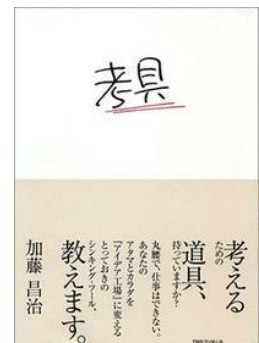 考具
考える
ための
道具、
持っていますか?
丸腰で、仕事はできない。
あなたの
アタマとカラダを
『アイデア工場』に変える
とっておきの
シンキング・ツール、
教えます。
加藤昌治